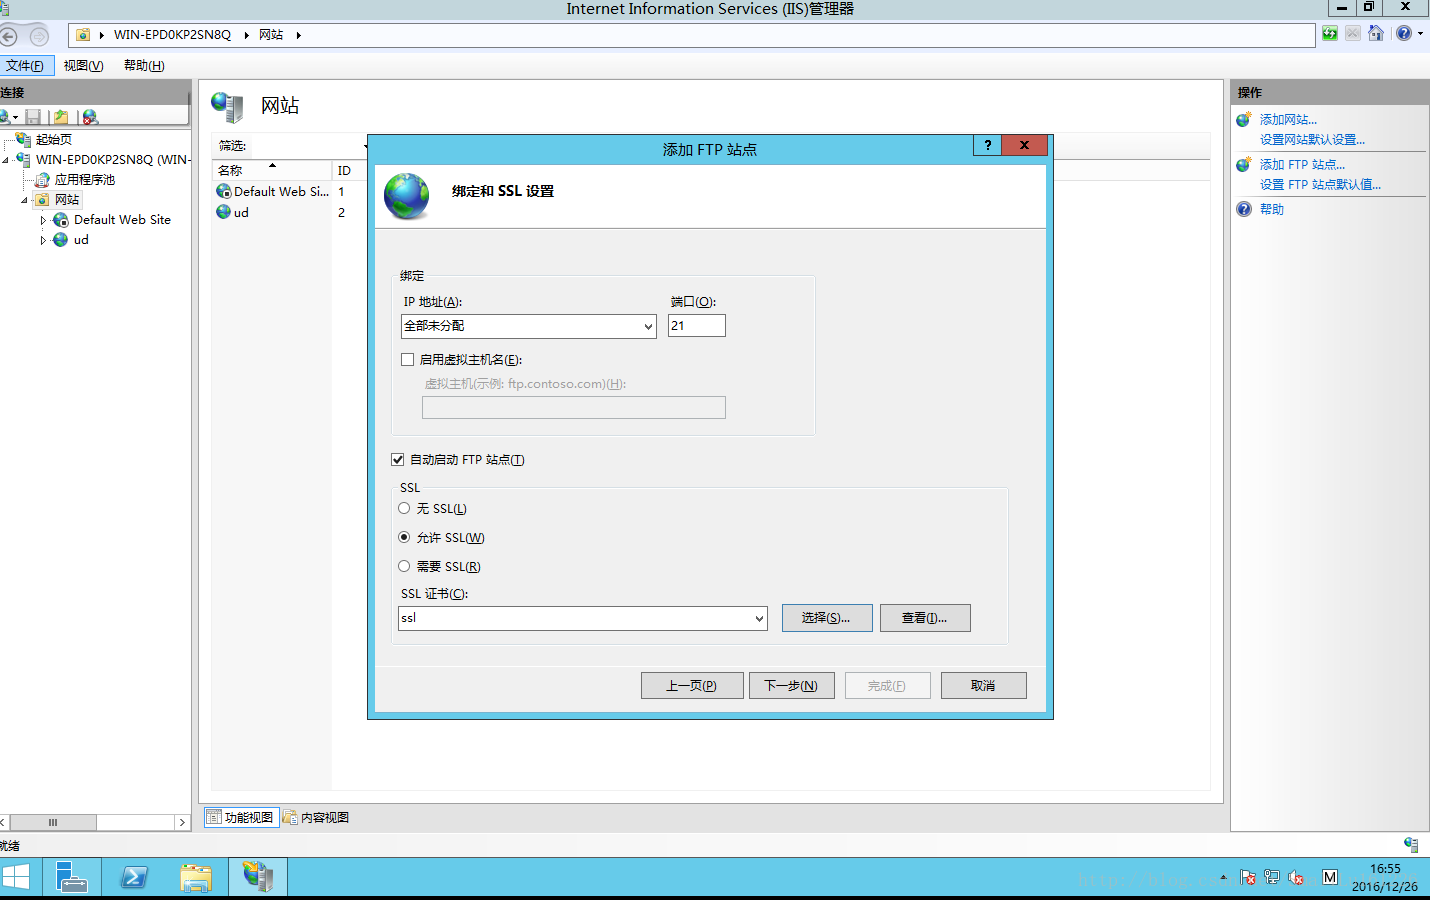 Internet Information Services (IIS)管理器
WIN-EPD0KP2SN8Q
网站
文件(F)
视图(V)
帮助(H)
连接
起始页
WIN-EPD0KP2SN8Q (WIN-
应用程序池
网站
Default Web Site
ud
网站
筛选:
名称
ID
Default Web Si...
1
ud
2
添加 FTP 站点
?
X
绑定和 SSL 设置
绑定
IP 地址(A):
端口(O):
全部未分配
21
启用虚拟主机名(E):
虚拟主机(示例: ftp.contoso.com)(H):
自动启动 FTP 站点(T)
SSL
无 SSL(L)
允许 SSL(W)
需要 SSL(R)
SSL 证书(C):
ssl
选择(S)...
查看(I)...
上一页(P)
下一步(N)
完成(F)
取消
功能视图
内容视图
操作
添加网站...
设置网站默认设置...
添加 FTP 站点...
设置 FTP 站点默认值...
帮助
就绪
M
16:55
2016/12/26